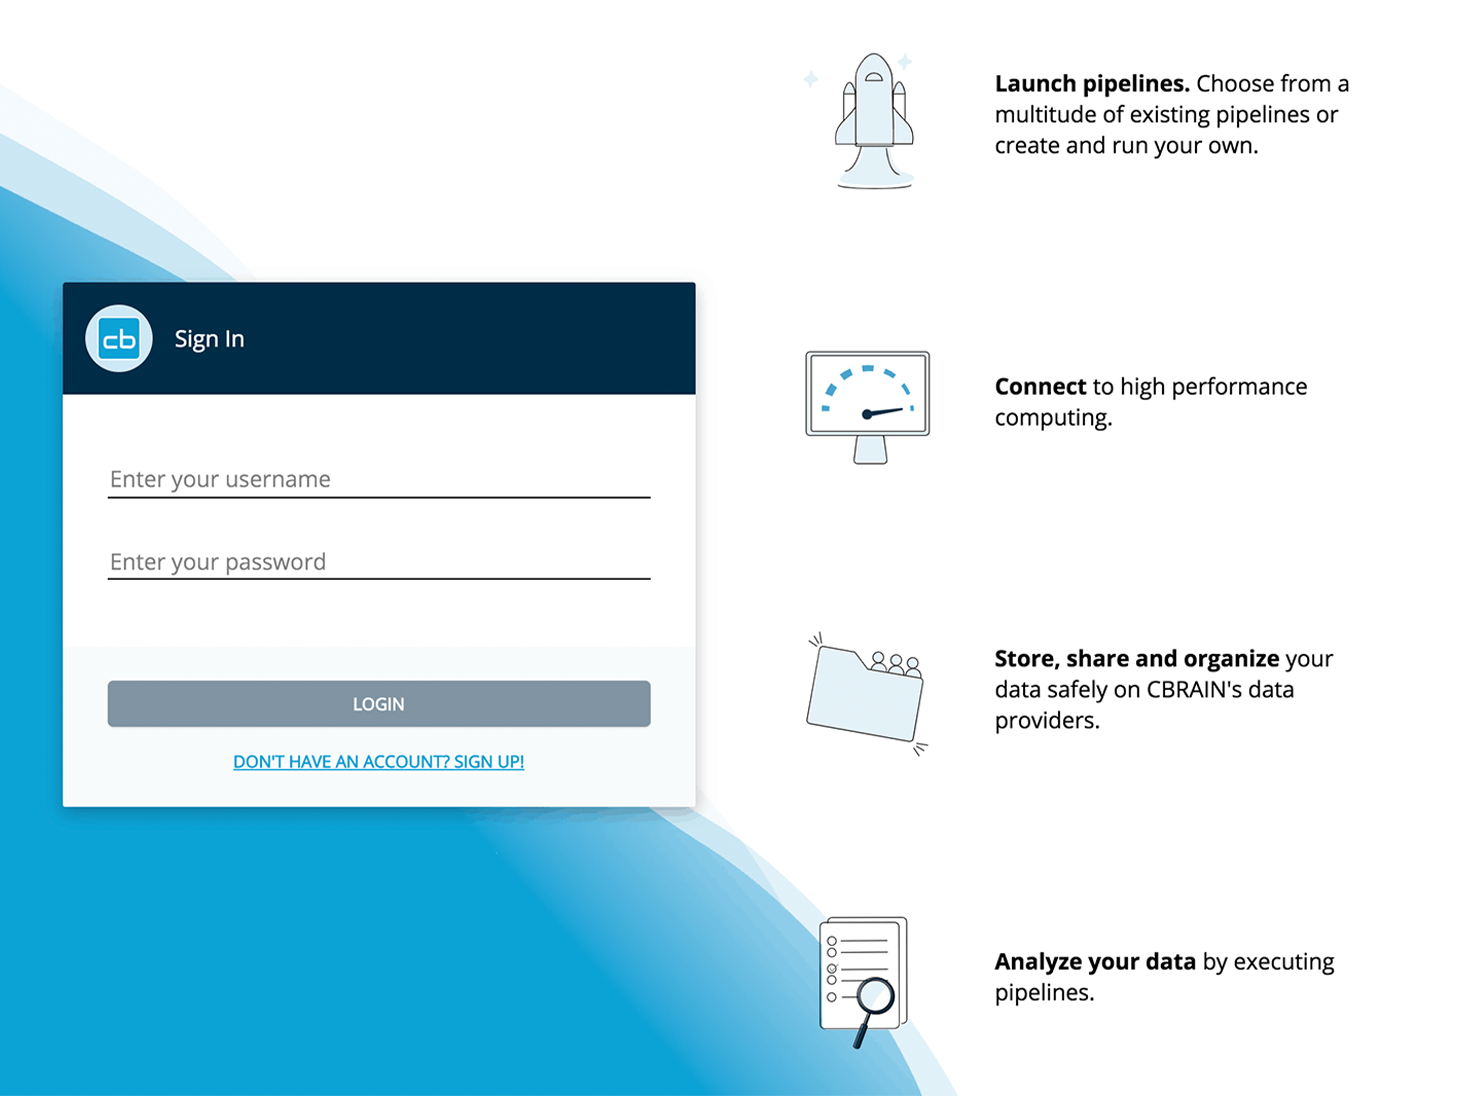 cb
Sign In
Enter your username
Enter your password
LOGIN
DON'T HAVE AN ACCOUNT? SIGN UP!
Launch pipelines. Choose from a
multitude of existing pipelines or
create and run your own.
Connect to high performance
computing.
Store, share and organize your
data safely on CBRAIN's data
providers.
Analyze your data by executing
pipelines.